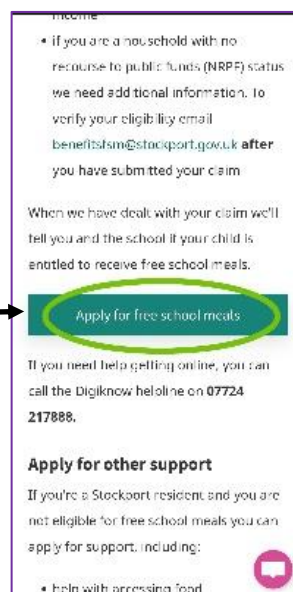 income
• if you are a household with no
recourse to public funds (NRPF) status
we need additional information. To
verify your eligibility email
benefitsfsm@stockport.gov.uk after
you have submitted your claim
When we have dealt with your claim we'll
tell you and the school if your child is
entitled to receive free school meals.
Apply for free school meals
If you need help getting online, you can
call the Digiknow helpline on 07724
217888.
Apply for other support
If you're a Stockport resident and you are
not eligible for free school meals you can
apply for support, including:
• help with accessing food